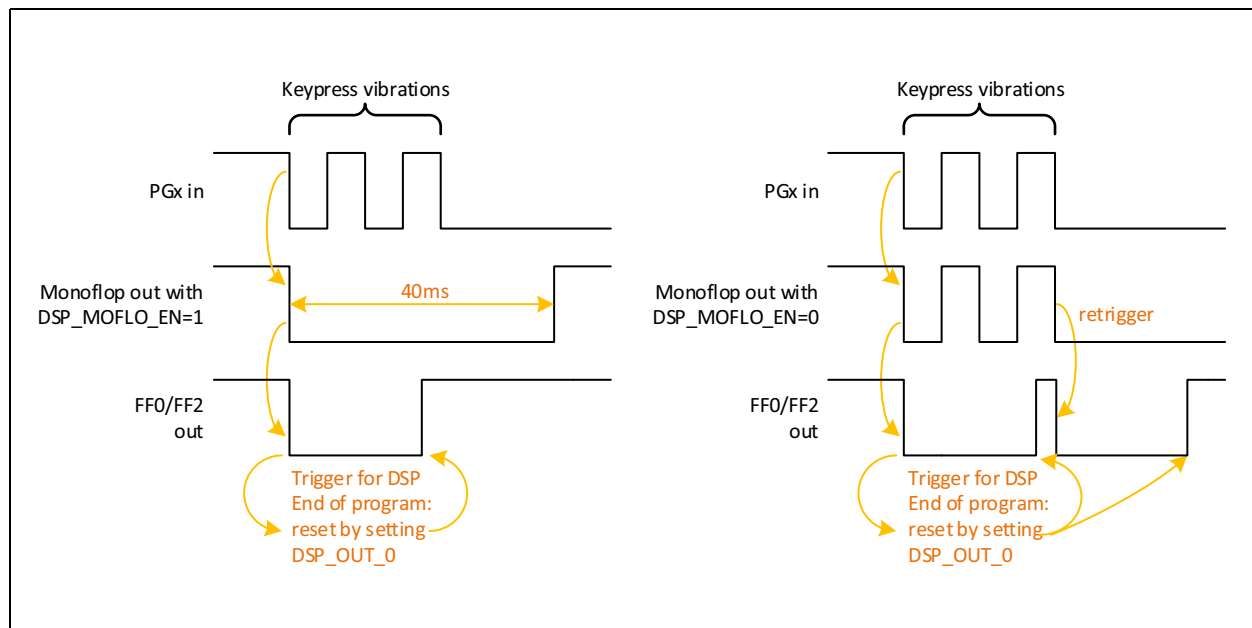 Keypress vibrations
PGx in
Monoflop out with
DSP_MOFLO_EN=1
40ms
FF0/FF2
out
Trigger for DSP
End of program:
reset by setting
DSP_OUT_0
Keypress vibrations
PGx in
Monoflop out with
DSP_MOFLO_EN=0
retrigger
FF0/FF2
out
Trigger for DSP
End of program:
reset by setting
DSP_OUT_0